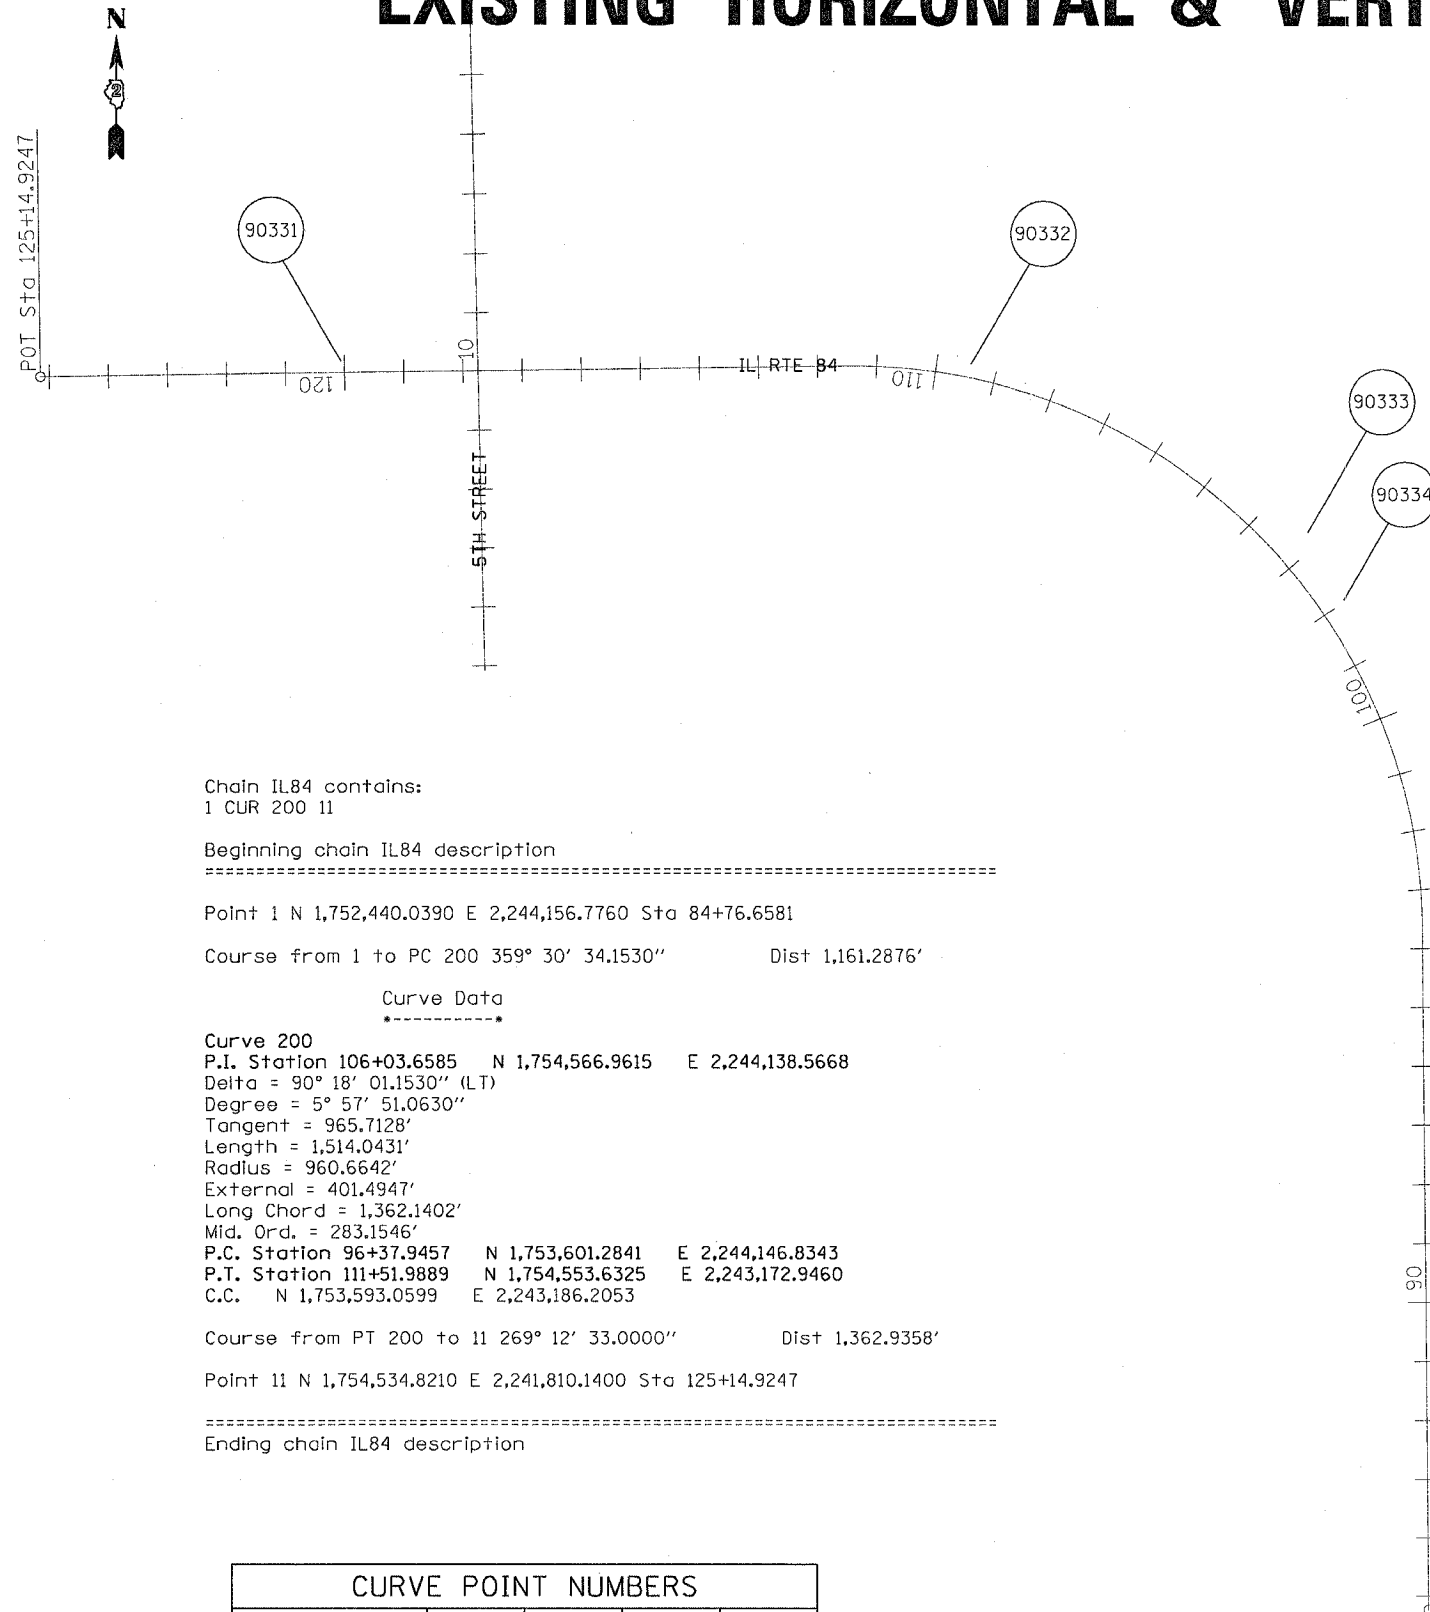 EXISTING HORIZONTAL & VERT
N
2
POT Sta 125+14.9247
90331
90332
90333
90334
10
120
IL RTE 84
110
5TH STREET
100
90
Chain IL84 contains:
1 CUR 200 11
Beginning chain IL84 description
===========================================================================
Point 1 N 1,752,440.0390 E 2,244,156.7760 Sta 84+76.6581
Course from 1 to PC 200 359° 30′ 34.1530″ Dist 1,161.2876′
Curve Data
*----------*
Curve 200
P.I. Station 106+03.6585 N 1,754,566.9615 E 2,244,138.5668
Delta = 90° 18′ 01.1530″ (LT)
Degree = 5° 57′ 51.0630″
Tangent = 965.7128′
Length = 1,514.0431′
Radius = 960.6642′
External = 401.4947′
Long Chord = 1,362.1402′
Mid. Ord. = 283.1546′
P.C. Station 96+37.9457 N 1,753,601.2841 E 2,244,146.8343
P.T. Station 111+51.9889 N 1,754,553.6325 E 2,243,172.9460
C.C. N 1,753,593.0599 E 2,243,186.2053
Course from PT 200 to 11 269° 12′ 33.0000″ Dist 1,362.9358′
Point 11 N 1,754,534.8210 E 2,241,810.1400 Sta 125+14.9247
===========================================================================
Ending chain IL84 description
CURVE POINT NUMBERS